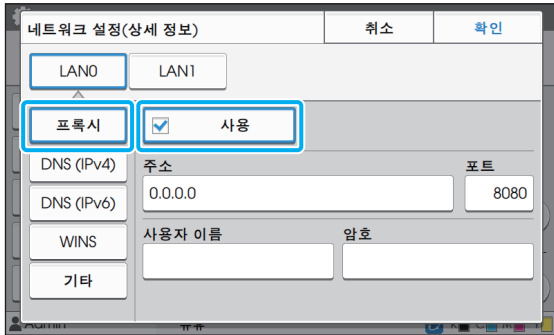 네트워크 설정(상세 정보)
취소
확인
LAN0
LAN1
프록시
사용
DNS (IPv4)
주소
포트
0.0.0.0
8080
DNS (IPv6)
WINS
사용자 이름
암호
기타
Admin